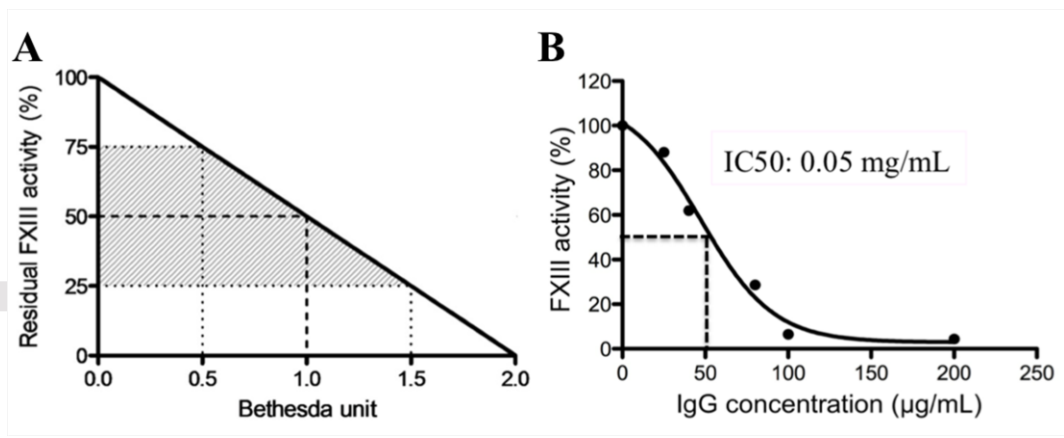 A
Residual FXIII activity (%)
100
75
50
25
0
0.0 0.5 1.0 1.5 2.0
Bethesda unit
B
FXIII activity (%)
120
100
80
60
40
20
0
IC50: 0.05 mg/mL
0 50 100 150 200 250
IgG concentration (μg/mL)